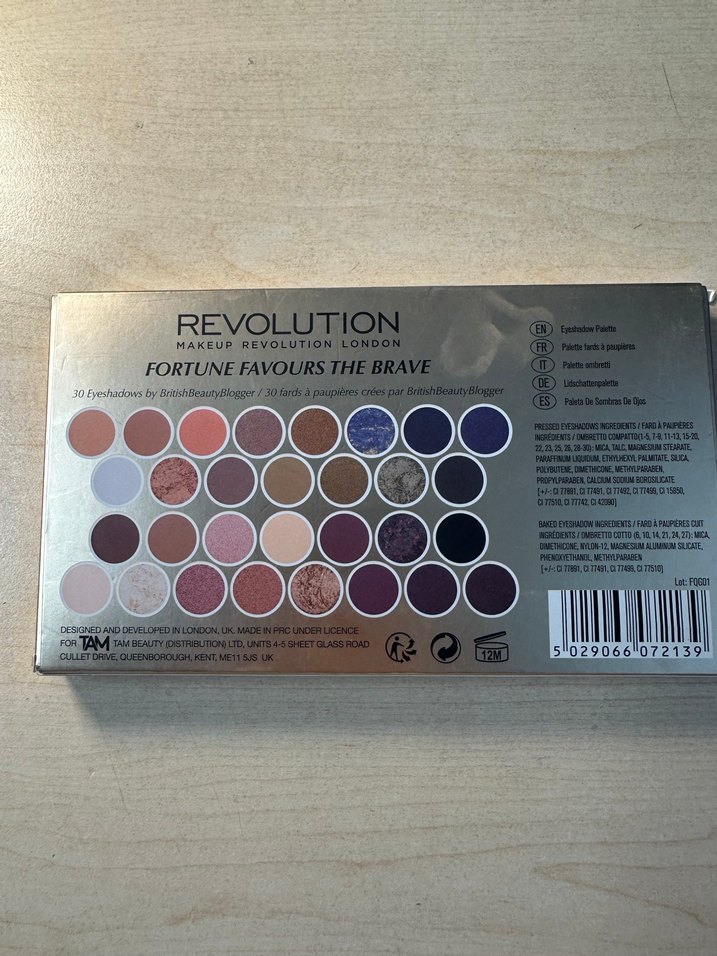 REVOLUTION
MAKEUP REVOLUTION LONDON
FORTUNE FAVOURS THE BRAVE
30 Eyeshadows by BritishBeautyBlogger / 30 fards à paupières crées par BritishBeautyBlogger
DESIGNED AND DEVELOPED IN LONDON, UK. MADE IN PRC UNDER LICENCE
FOR TAM TAM BEAUTY (DISTRIBUTION) LTD, UNITS 4-5 SHEET GLASS ROAD
CULLET DRIVE, QUEENBOROUGH, KENT, ME11 5JS UK
12M
EN Eyeshadow Palette
FR Palette fards à paupières
IT Palette ombretti
DE Lidschattenpalette
ES Paleta De Sombras De Ojos
PRESSED EYESHADOWS INGREDIENTS / FARD À PAUPIÈRES
INGRÉDIENTS / OMBRETTO COMPATTO(1-5, 7-9, 11-13, 15-20,
22, 23, 25, 26, 28-30): MICA, TALC, MAGNESIUM STEARATE,
PARAFFINUM LIQUIDUM, ETHYLHEXYL PALMITATE, SILICA,
POLYBUTENE, DIMETHICONE, METHYLPARABEN,
PROPYLPARABEN, CALCIUM SODIUM BOROSILICATE
[+/-: CI 77891, CI 77491, CI 77492, CI 77499, CI 15850,
CI 77510, CI 77742, CI 42090]
BAKED EYESHADOW INGREDIENTS / FARD À PAUPIÈRES CUIT
INGRÉDIENTS / OMBRETTO COTTO (6, 10, 14, 21, 24, 27): MICA,
DIMETHICONE, NYLON-12, MAGNESIUM ALUMINUM SILICATE,
PHENOXYETHANOL, METHYLPARABEN
[+/-: CI 77891, CI 77491, CI 77499, CI 77510]
Lot: FQG01
5 029066 072139